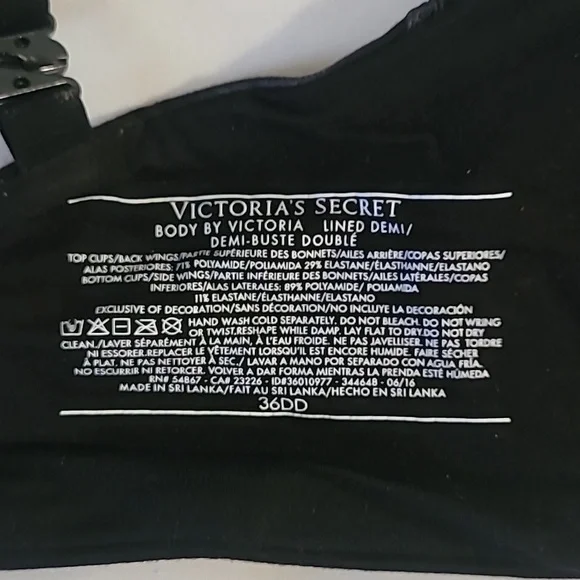 VICTORIA'S SECRET
BODY BY VICTORIA LINED DEMI/
DEMI-BUSTE DOUBLÉ
TOP CUPS/BACK WINGS/PARTIE SUPÉRIEURE DES BONNETS/AILES ARRIÈRE/COPAS SUPERIORES/
ALAS POSTERIORES: 71% POLYAMIDE/POLIAMIDA 29% ELASTANE/ÉLASTHANNE/ELASTANO
BOTTOM CUPS/SIDE WINGS/PARTIE INFÉRIEURE DES BONNETS/AILES LATÉRALES/COPAS
INFERIORES/ALAS LATERALES: 89% POLYAMIDE/ POLIAMIDA
11% ELASTANE/ÉLASTHANNE/ELASTANO
EXCLUSIVE OF DECORATION/SANS DÉCORATION/NO INCLUYE LA DECORACIÓN
HAND WASH COLD SEPARATELY. DO NOT BLEACH. DO NOT WRING
OR TWIST.RESHAPE WHILE DAMP. LAY FLAT TO DRY.DO NOT DRY
CLEAN./LAVER SÉPARÉMENT À LA MAIN, À L'EAU FROIDE. NE PAS JAVELLISER. NE PAS TORDRE
NI ESSORER.REPLACER LE VÊTEMENT LORSQU'IL EST ENCORE HUMIDE. FAIRE SÉCHER
À PLAT. NE PAS NETTOYER À SEC./ LAVAR A MANO POR SEPARADO CON AGUA FRÍA.
NO ESCURRIR NI RETORCER. VOLVER A DAR FORMA MIENTRAS LA PRENDA ESTÉ HÚMEDA
RN# 54867 - CA# 23226 - ID#36010977 - 344648 - 06/16
MADE IN SRI LANKA/FAIT AU SRI LANKA/HECHO EN SRI LANKA
36DD